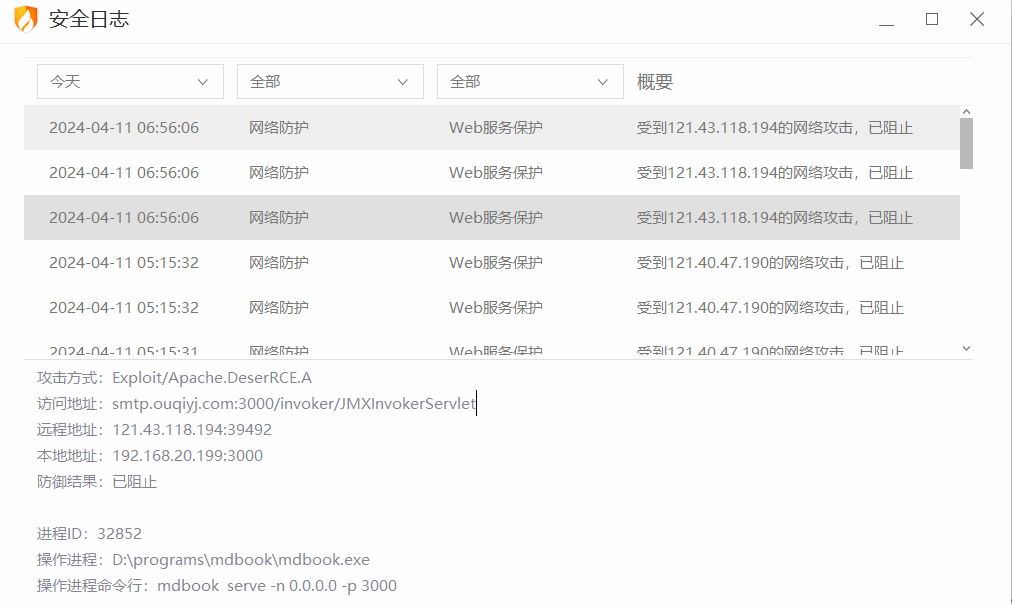 安全日志
今天 全部 全部 概要
2024-04-11 06:56:06 网络防护 Web服务保护 受到121.43.118.194的网络攻击，已阻止
2024-04-11 06:56:06 网络防护 Web服务保护 受到121.43.118.194的网络攻击，已阻止
2024-04-11 06:56:06 网络防护 Web服务保护 受到121.43.118.194的网络攻击，已阻止
2024-04-11 05:15:32 网络防护 Web服务保护 受到121.40.47.190的网络攻击，已阻止
2024-04-11 05:15:32 网络防护 Web服务保护 受到121.40.47.190的网络攻击，已阻止
2024-04-11 05:15:31 网络防护 Web服务保护 受到121.40.47.190的网络攻击，已阻止
攻击方式：Exploit/Apache.DeserRCE.A
访问地址：smtp.ouqiyj.com:3000/invoker/JMXInvokerServlet
远程地址：121.43.118.194:39492
本地地址：192.168.20.199:3000
防御结果：已阻止
进程ID：32852
操作进程：D:\programs\mdbook\mdbook.exe
操作进程命令行：mdbook  serve -n 0.0.0.0 -p 3000